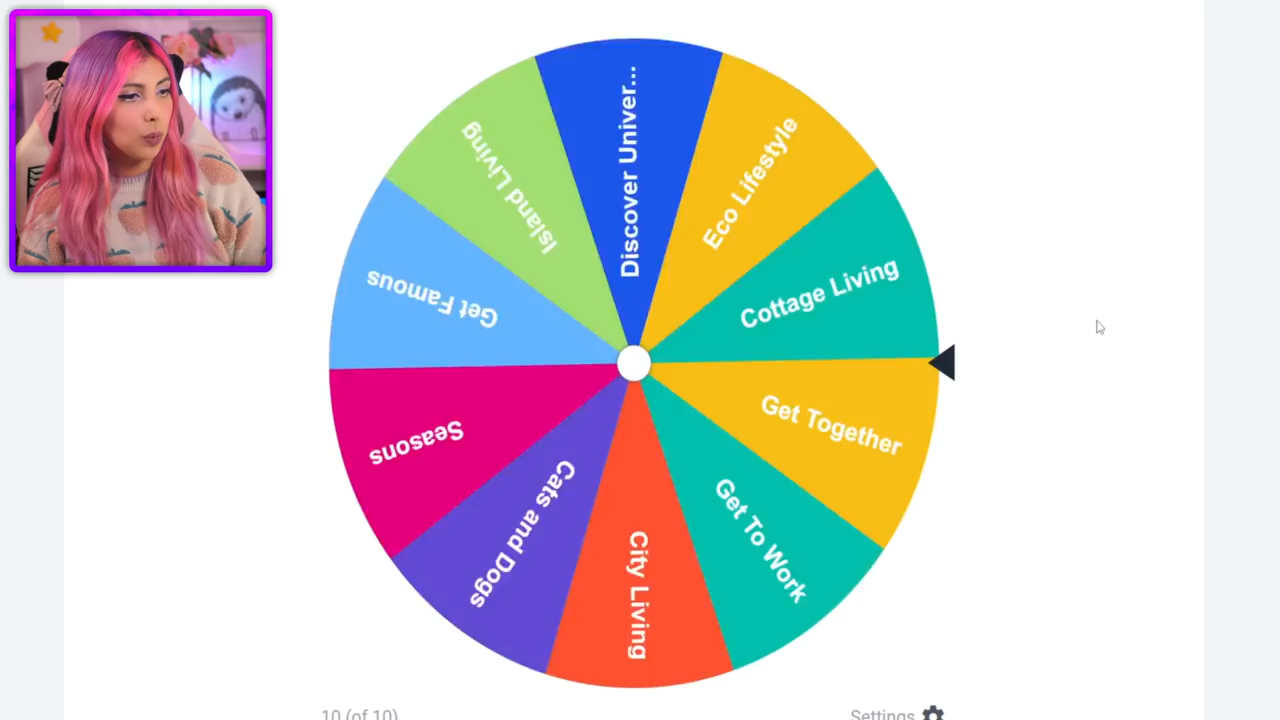 Discover Univer...
Eco Lifestyle
Cottage Living
Get Together
Get To Work
City Living
Cats and Dogs
Seasons
Get Famous
Island Living
10 (of 10)
Settings